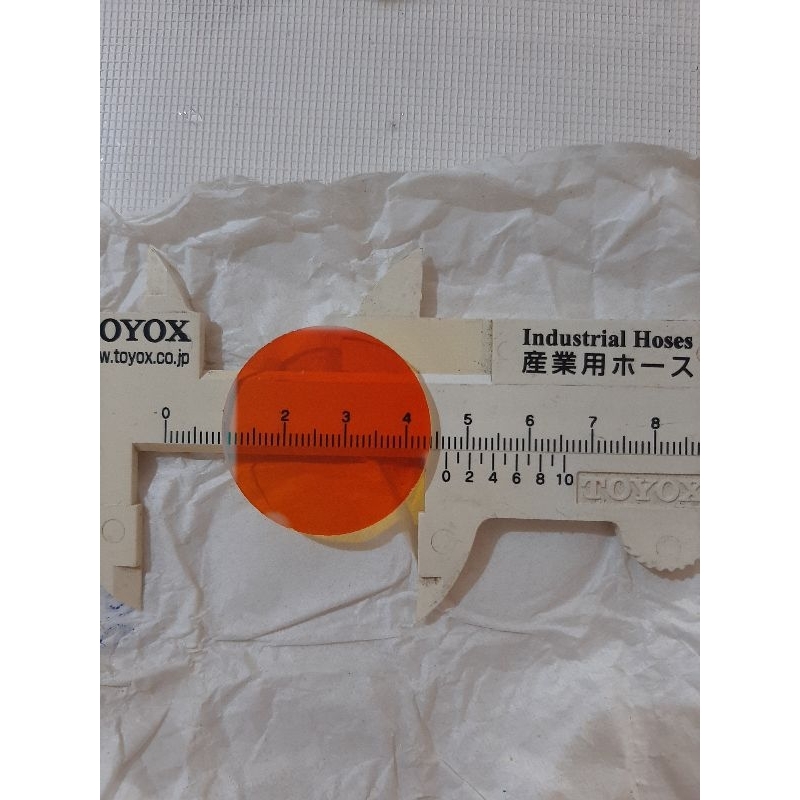 OYOX
w.toyox.co.jp
Industrial Hoses
産業用ホース
0 2 3 4 5 6 7 8
0 2 4 6 8 10
TOYOX